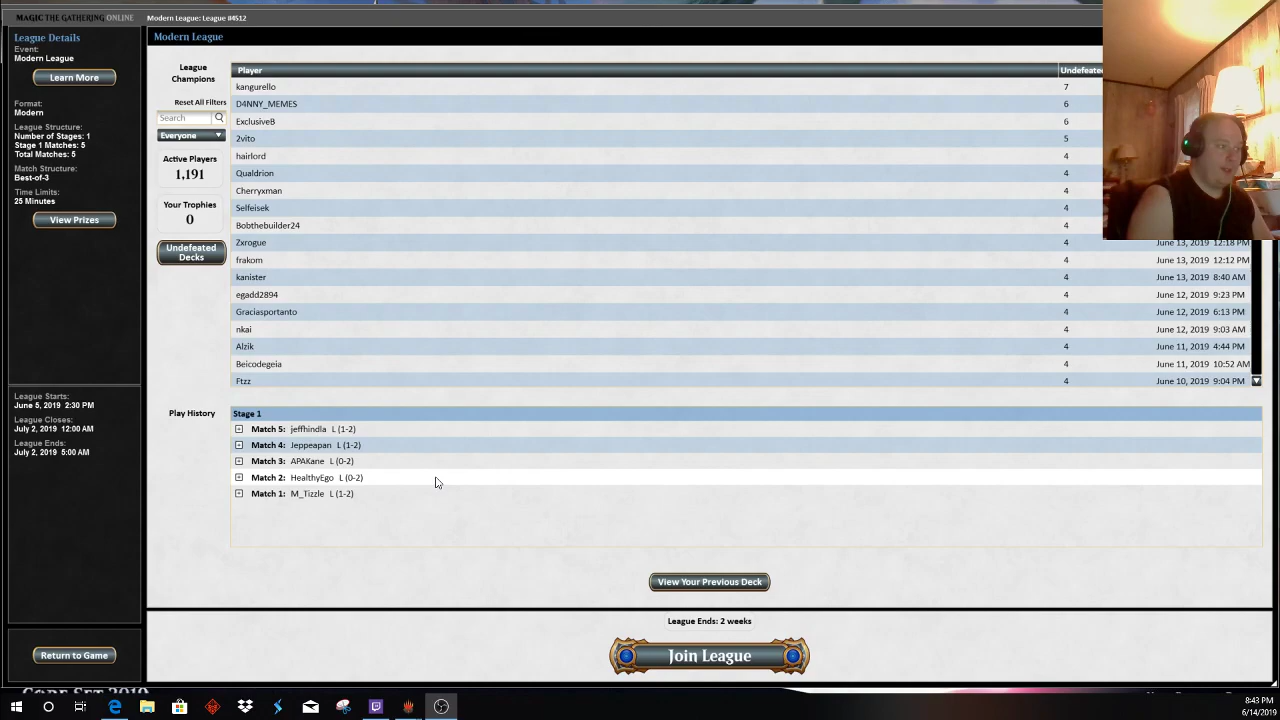 MAGIC THE GATHERING ONLINE
Modern League: League #4512
League Details
Event:
Modern League
Learn More
Format:
Modern
League Structure:
Number of Stages: 1
Stage 1 Matches: 5
Total Matches: 5
Match Structure:
Best-of-3
Time Limits:
25 Minutes
View Prizes
League Starts:
June 5, 2019 2:30 PM
League Closes:
July 2, 2019 12:00 AM
League Ends:
July 2, 2019 5:00 AM
Return to Game
Modern League
League
Champions
Reset All Filters
Search
Everyone
Active Players
1,191
Your Trophies
0
Undefeated
Decks
Player Undefeated
kangurello 7
D4NNY_MEMES 6
ExclusiveB 6
2vito 5
hairlord 4
Qualdrion 4
Cherryxman 4
Selfeisek 4
Bobthebuilder24 4
Zxrogue 4 June 13, 2019 12:18 PM
frakom 4 June 13, 2019 12:12 PM
kanister 4 June 13, 2019 8:40 AM
egadd2894 4 June 12, 2019 9:23 PM
Graciasportanto 4 June 12, 2019 6:13 PM
nkai 4 June 12, 2019 9:03 AM
Alzik 4 June 11, 2019 4:44 PM
Beicodegeia 4 June 11, 2019 10:52 AM
Ftzz 4 June 10, 2019 9:04 PM
Play History
Stage 1
Match 5: jeffhindla L (1-2)
Match 4: Jeppeapan L (1-2)
Match 3: APAKane L (0-2)
Match 2: HealthyEgo L (0-2)
Match 1: M_Tizzle L (1-2)
View Your Previous Deck
League Ends: 2 weeks
Join League
CORE SET 2019
8:43 PM
6/14/2019